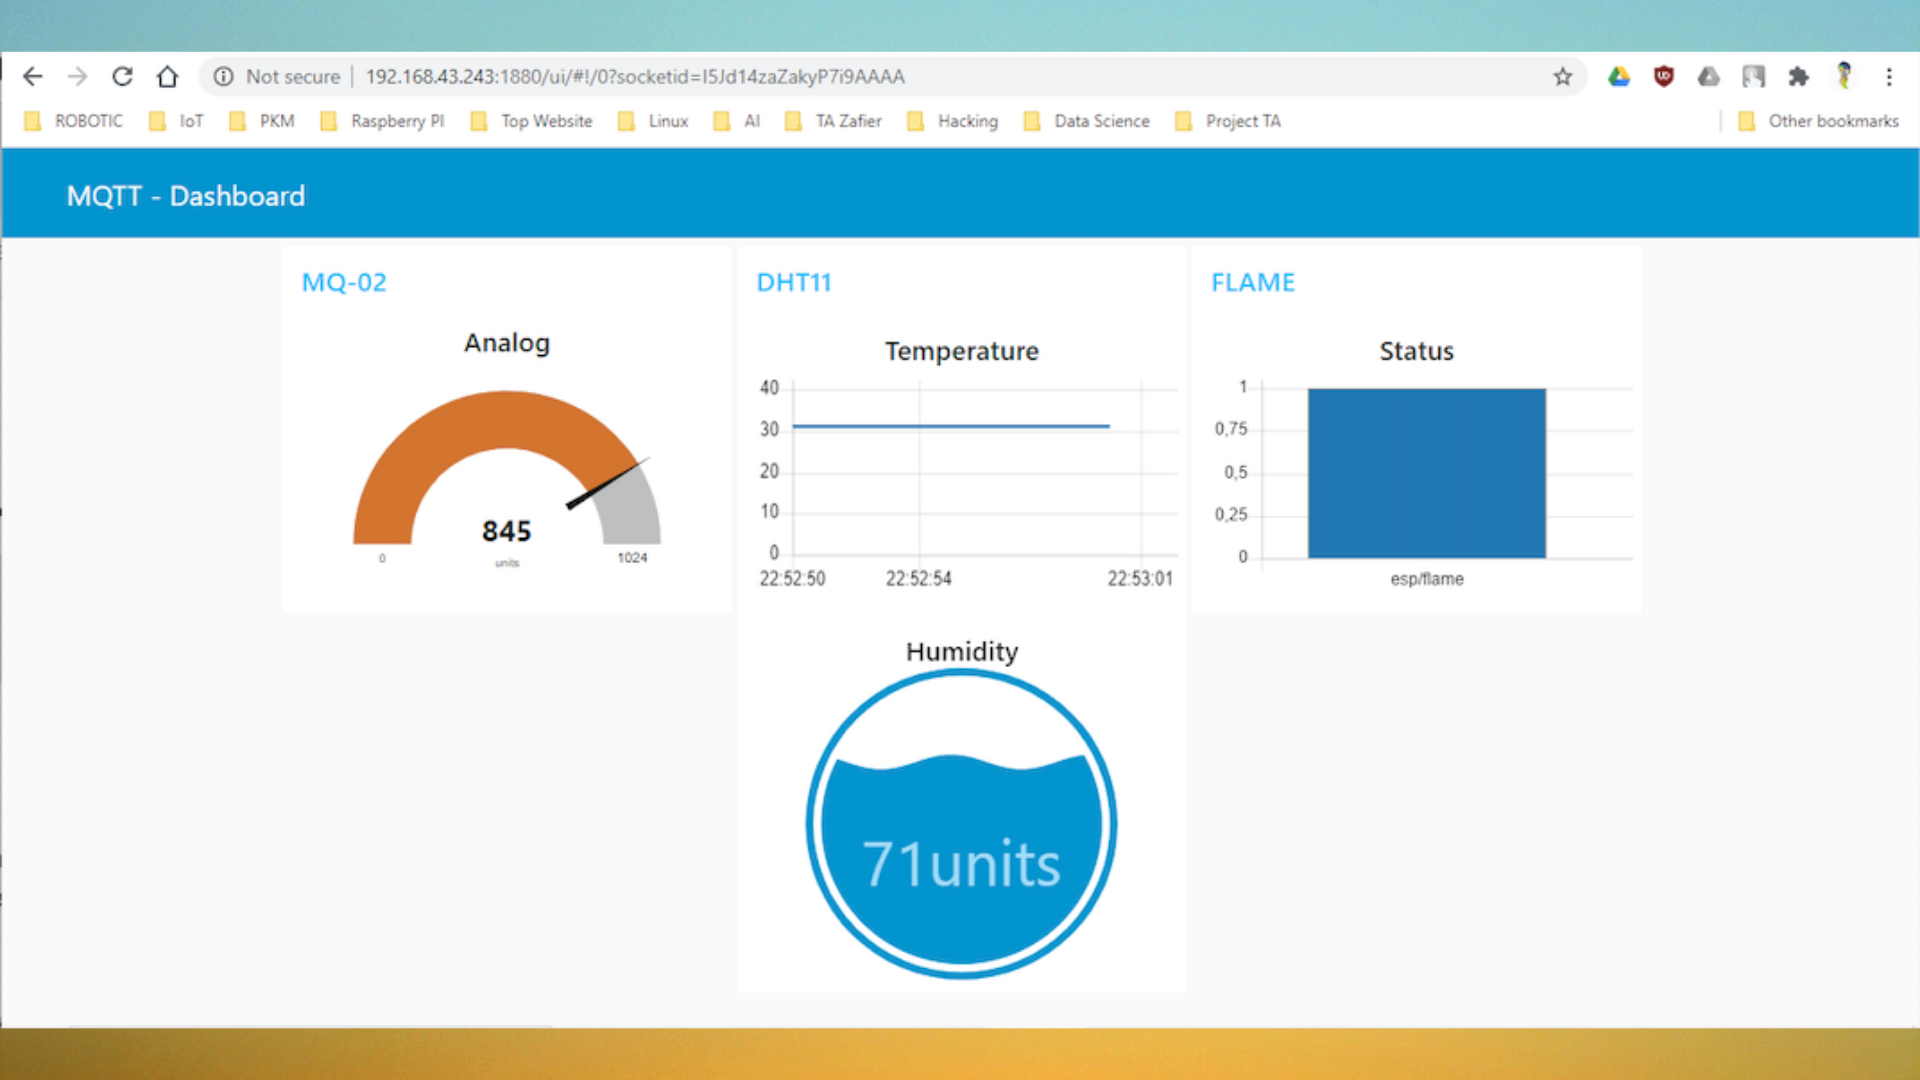 Not secure
192.168.43.243:1880/ui/#!/0?socketid=I5Jd14zaZakyP7i9AAAA
ROBOTIC IoT PKM Raspberry PI Top Website Linux AI TA Zafier Hacking Data Science Project TA Other bookmarks
MQTT - Dashboard
MQ-02
Analog
845
units
0
1024
DHT11
Temperature
40
30
20
10
0
22:52:50 22:52:54 22:53:01
Humidity
71units
FLAME
Status
1
0,75
0,5
0,25
0
esp/flame